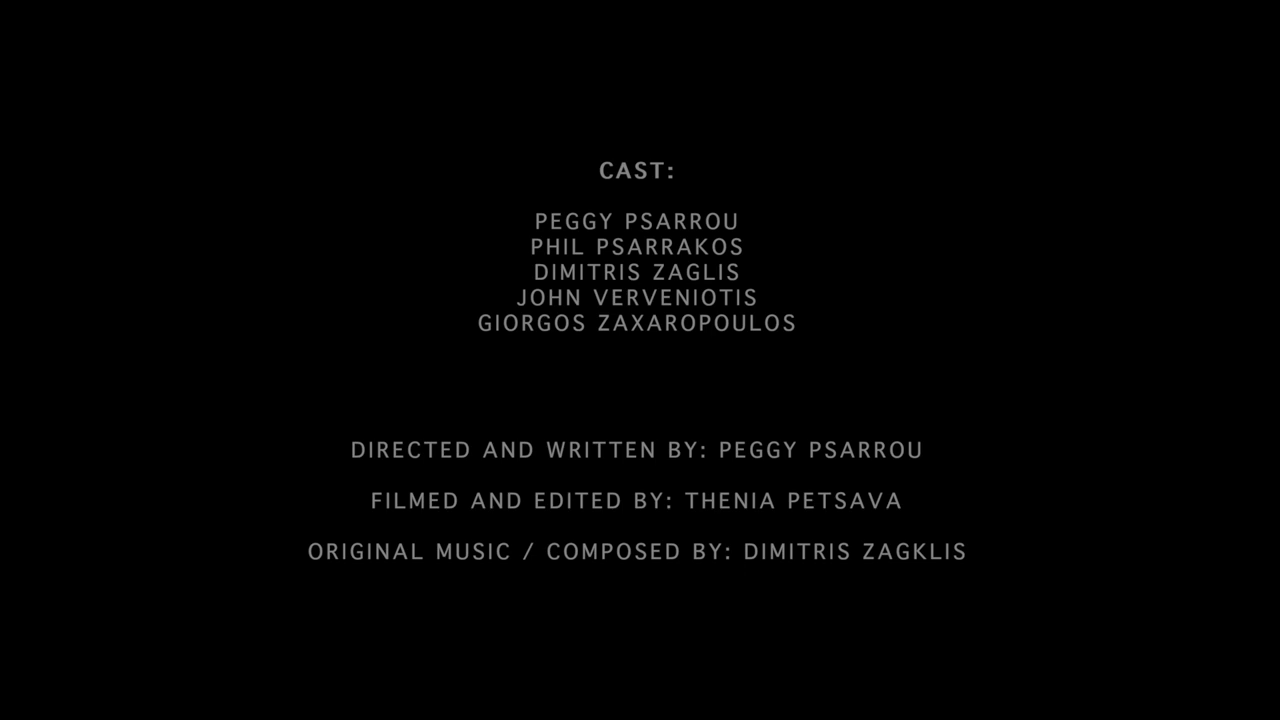 CAST:
PEGGY PSARROU
PHIL PSARRAKOS
DIMITRIS ZAGLIS
JOHN VERVENIOTIS
GIORGOS ZAXAROPOULOS
DIRECTED AND WRITTEN BY: PEGGY PSARROU
FILMED AND EDITED BY: THENIA PETSAVA
ORIGINAL MUSIC / COMPOSED BY: DIMITRIS ZAGKLIS